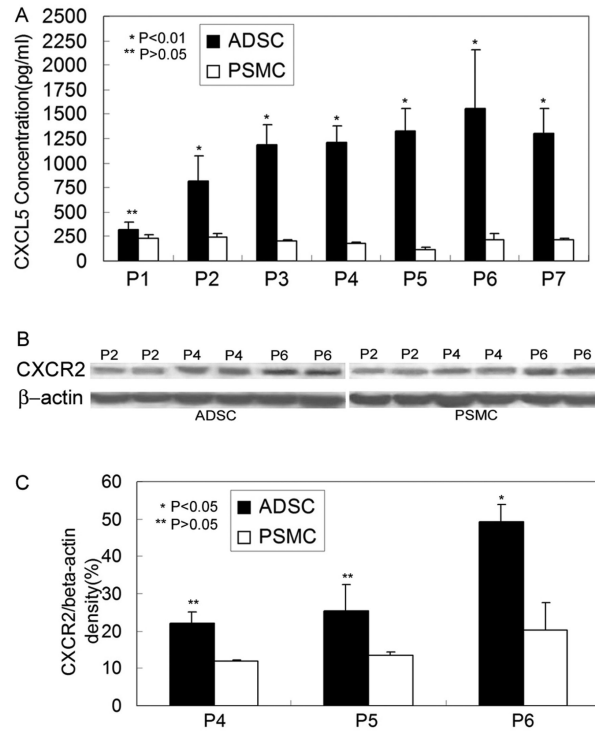 A
CXCL5 Concentration(pg/ml)
2500
2250
2000
1750
1500
1250
1000
750
500
250
0
* P<0.01
** P>0.05
ADSC
PSMC
** * * * * * *
P1 P2 P3 P4 P5 P6 P7
B
P2 P2 P4 P4 P6 P6 P2 P2 P4 P4 P6 P6
CXCR2
β-actin
ADSC PSMC
C
CXCR2/beta-actin
density(%)
60
50
40
30
20
10
0
* P<0.05
** P>0.05
ADSC
PSMC
** ** *
P4 P5 P6